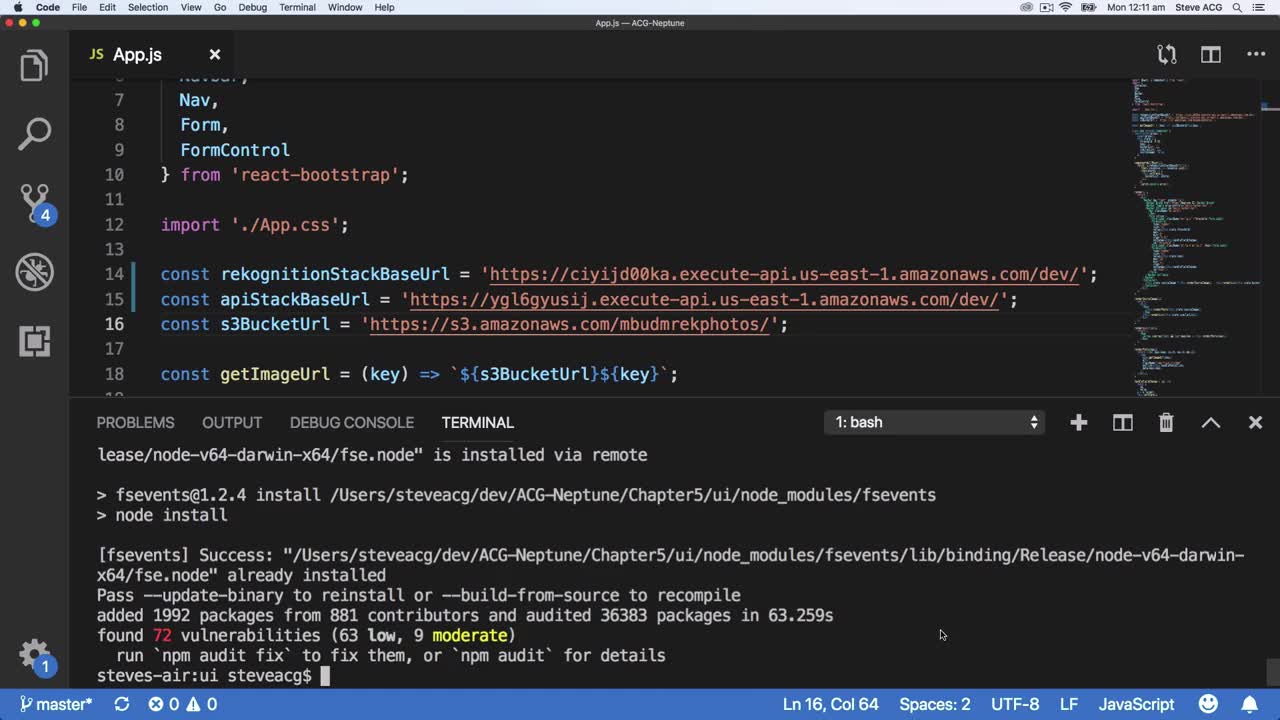 Code File Edit Selection View Go Debug Terminal Window Help Mon 12:11 am Steve ACG
App.js — ACG-Neptune
JS App.js
7 Nav,
8 Form,
9 FormControl
10 } from 'react-bootstrap';
11
12 import './App.css';
13
14 const rekognitionStackBaseUrl = 'https://ciyijd00ka.execute-api.us-east-1.amazonaws.com/dev/';
15 const apiStackBaseUrl = 'https://ygl6gyusij.execute-api.us-east-1.amazonaws.com/dev/';
16 const s3BucketUrl = 'https://s3.amazonaws.com/mbudmrekphotos/';
17
18 const getImageUrl = (key) => `${s3BucketUrl}${key}`;
4
PROBLEMS OUTPUT DEBUG CONSOLE TERMINAL 1: bash
lease/node-v64-darwin-x64/fse.node" is installed via remote
> fsevents@1.2.4 install /Users/steveacg/dev/ACG-Neptune/Chapter5/ui/node_modules/fsevents
> node install
[fsevents] Success: "/Users/steveacg/dev/ACG-Neptune/Chapter5/ui/node_modules/fsevents/lib/binding/Release/node-v64-darwin-
x64/fse.node" already installed
Pass --update-binary to reinstall or --build-from-source to recompile
added 1992 packages from 881 contributors and audited 36383 packages in 63.259s
found 72 vulnerabilities (63 low, 9 moderate)
run `npm audit fix` to fix them, or `npm audit` for details
steves-air:ui steveacg$
1
master* 0 0 Ln 16, Col 64 Spaces: 2 UTF-8 LF JavaScript